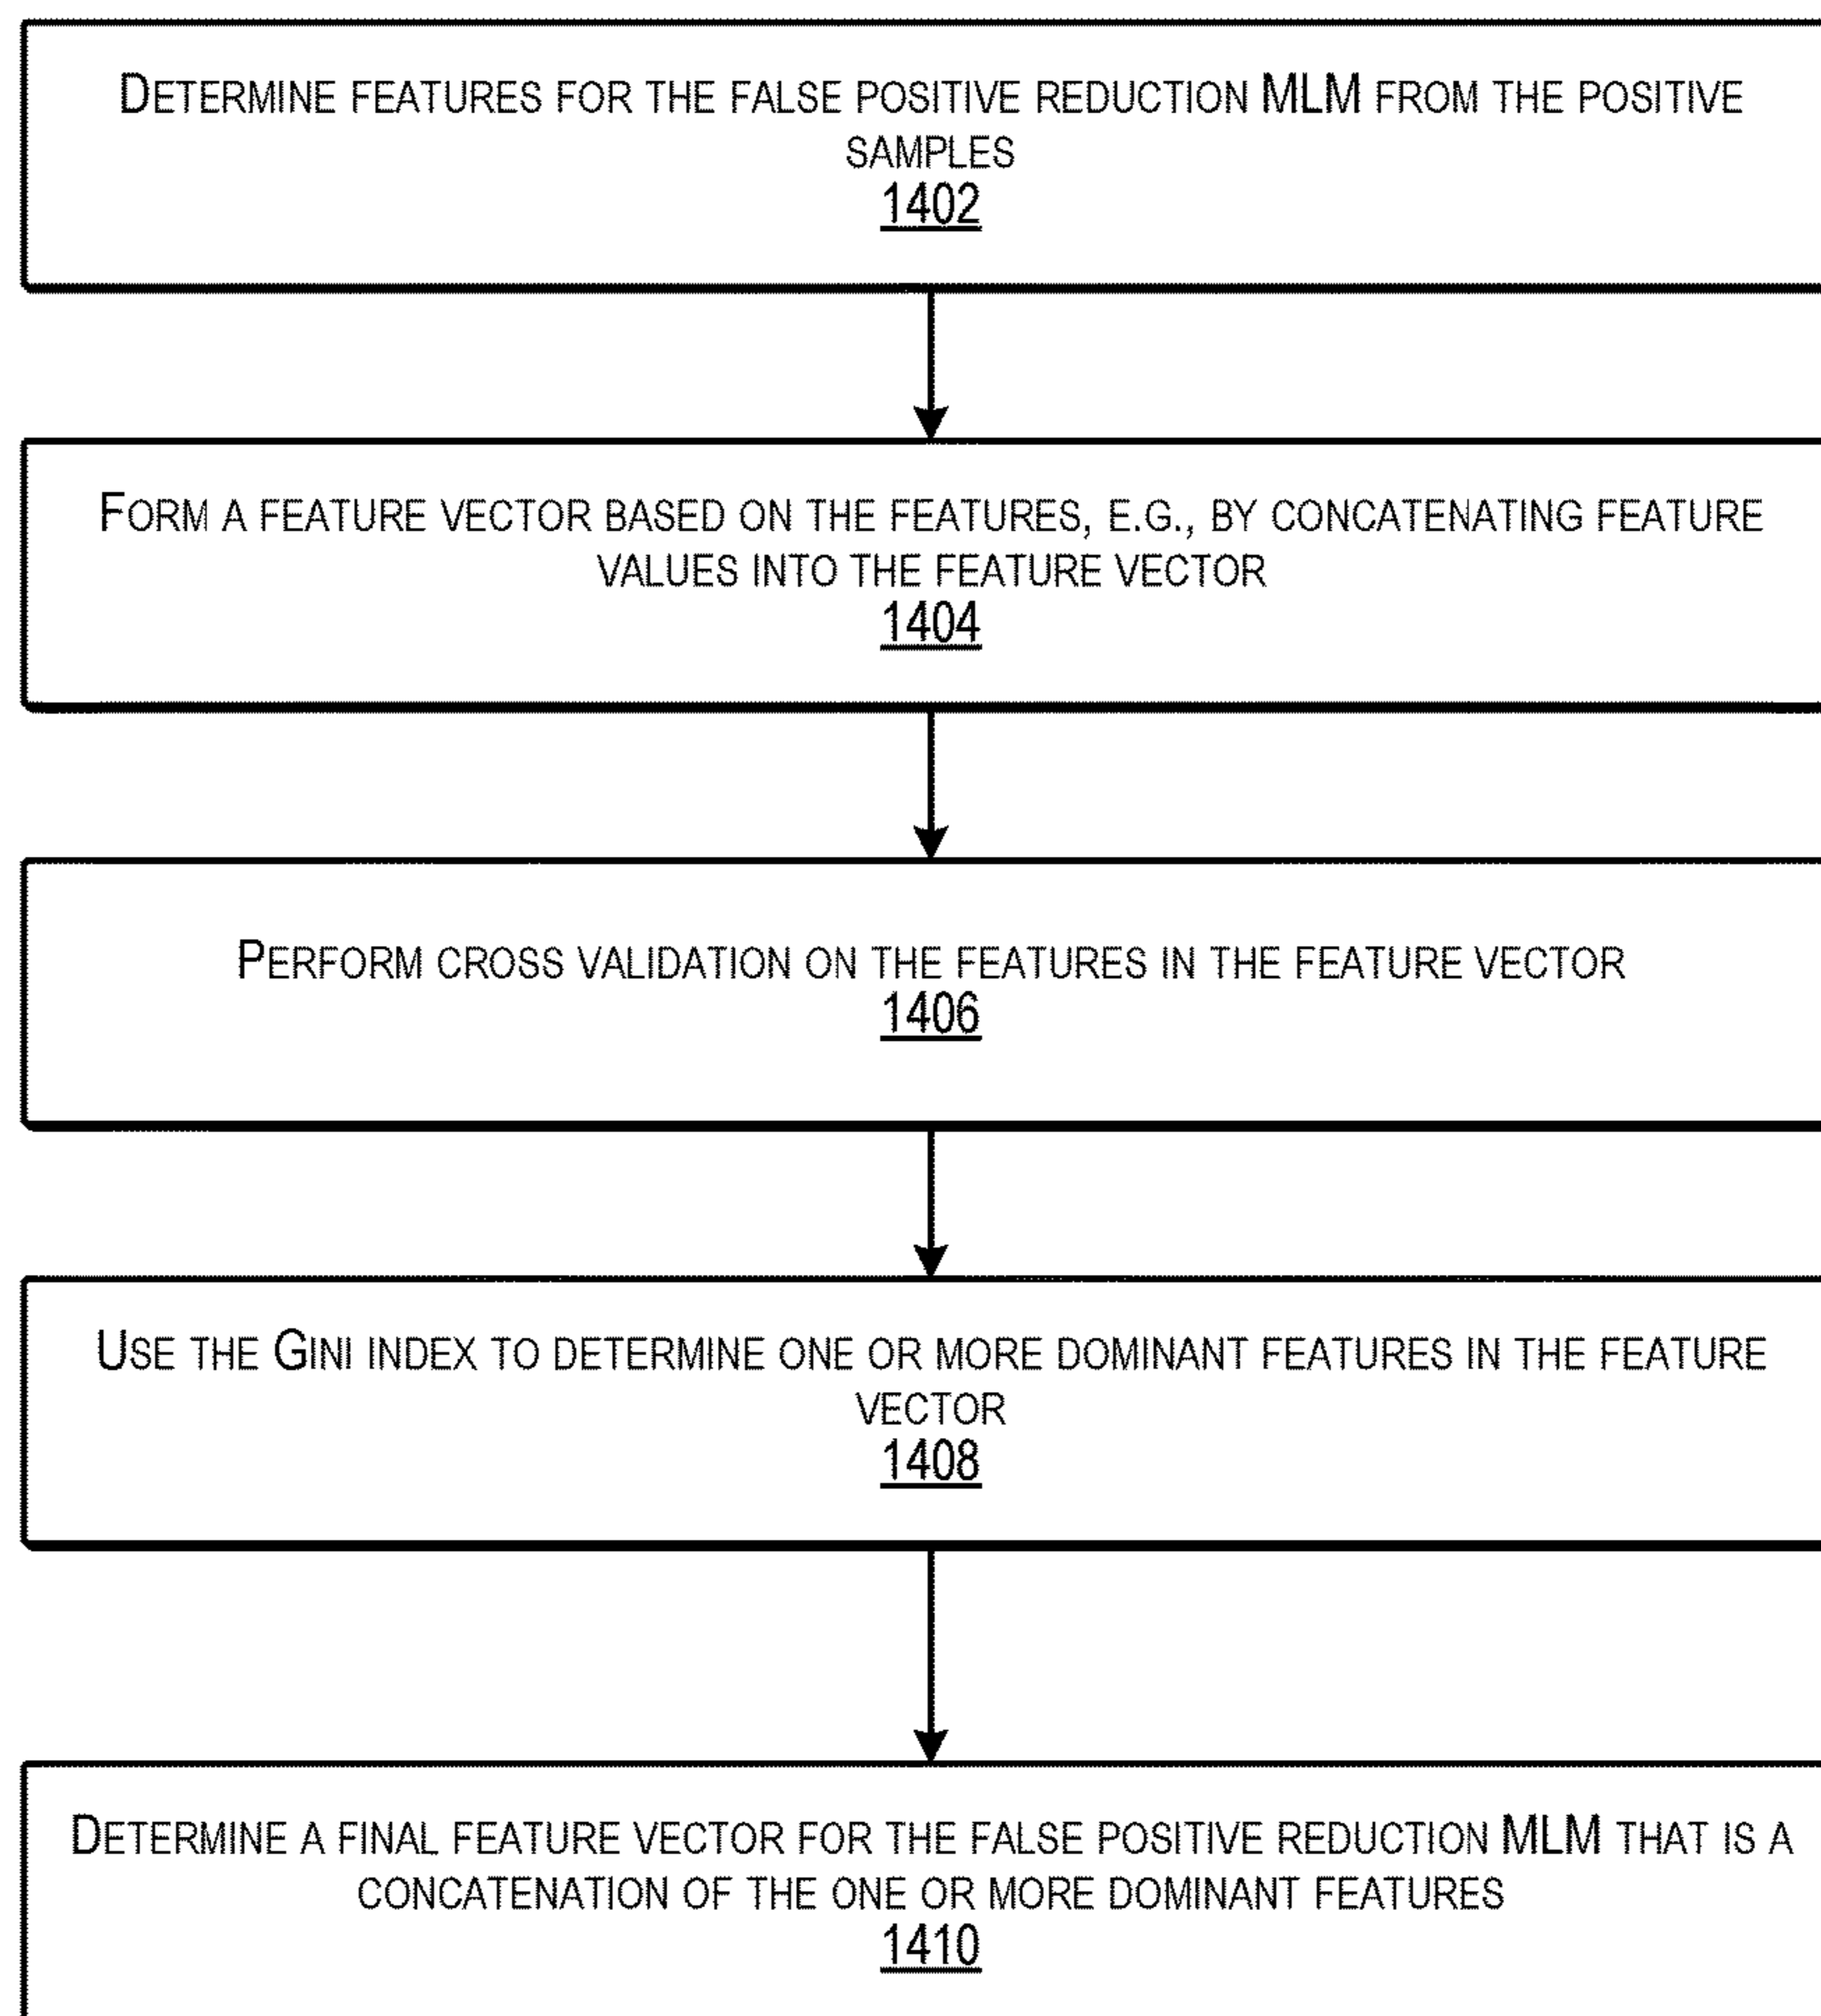 DETERMINE FEATURES FOR THE FALSE POSITIVE REDUCTION MLM FROM THE POSITIVE
SAMPLES
1402
FORM A FEATURE VECTOR BASED ON THE FEATURES, E.G., BY CONCATENATING FEATURE
VALUES INTO THE FEATURE VECTOR
1404
PERFORM CROSS VALIDATION ON THE FEATURES IN THE FEATURE VECTOR
1406
USE THE GINI INDEX TO DETERMINE ONE OR MORE DOMINANT FEATURES IN THE FEATURE
VECTOR
1408
DETERMINE A FINAL FEATURE VECTOR FOR THE FALSE POSITIVE REDUCTION MLM THAT IS A
CONCATENATION OF THE ONE OR MORE DOMINANT FEATURES
1410